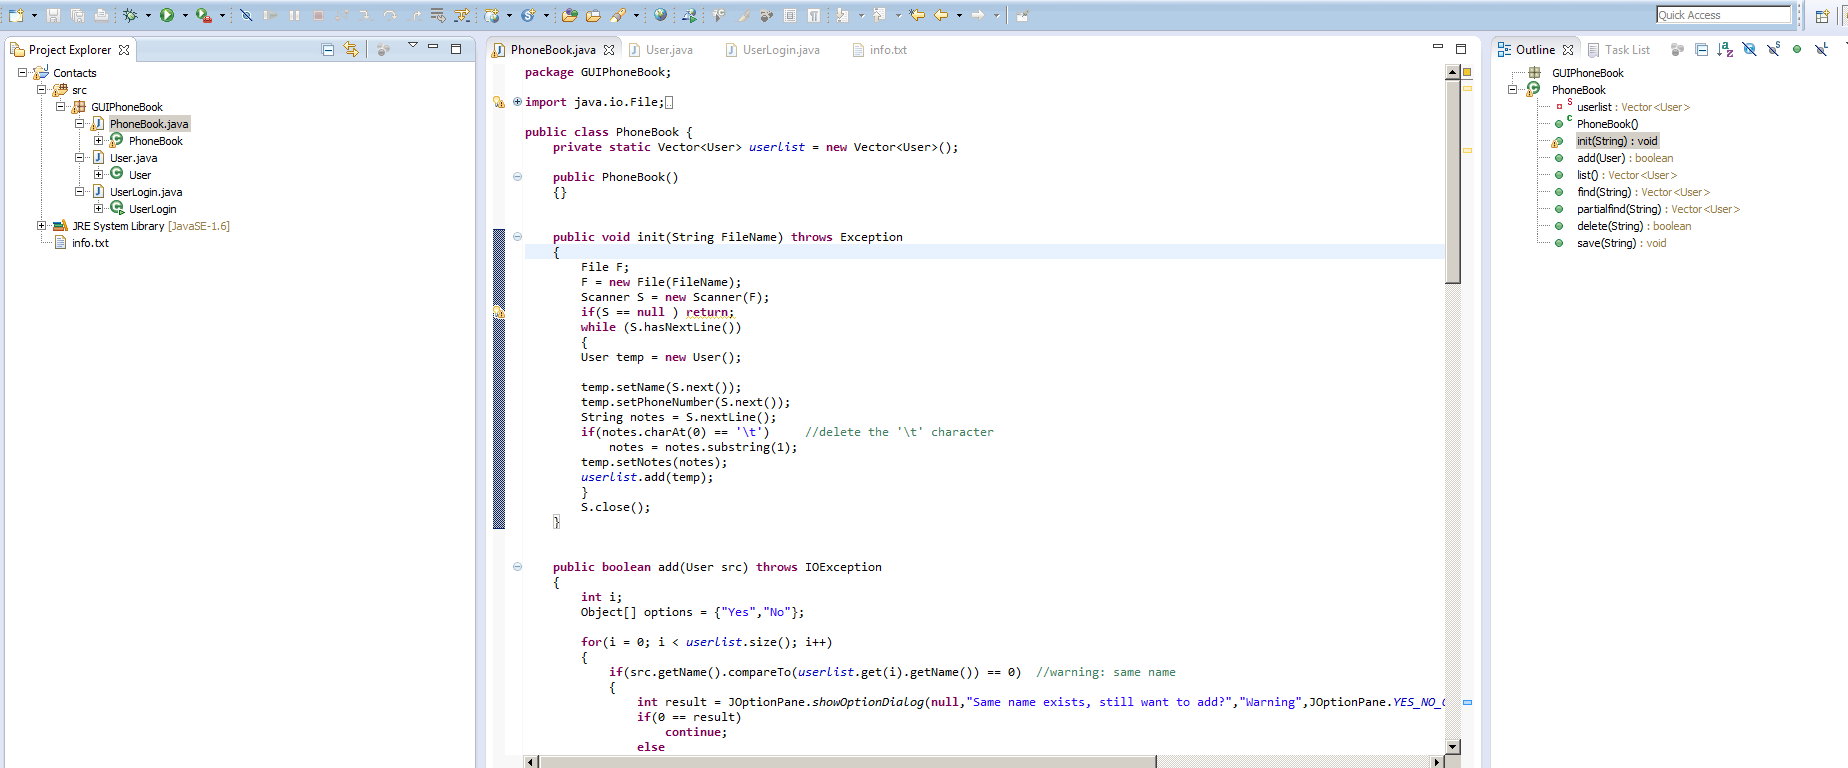 Quick Access
Project Explorer
Contacts
src
GUIPhoneBook
PhoneBook.java
PhoneBook
User.java
User
UserLogin.java
UserLogin
JRE System Library [JavaSE-1.6]
info.txt
PhoneBook.java User.java UserLogin.java info.txt
package GUIPhoneBook;
import java.io.File;
public class PhoneBook {
private static Vector<User> userlist = new Vector<User>();
public PhoneBook()
{}
public void init(String FileName) throws Exception
{
File F;
F = new File(FileName);
Scanner S = new Scanner(F);
if(S == null ) return;
while (S.hasNextLine())
{
User temp = new User();
temp.setName(S.next());
temp.setPhoneNumber(S.next());
String notes = S.nextLine();
if(notes.charAt(0) == '\t') //delete the '\t' character
notes = notes.substring(1);
temp.setNotes(notes);
userlist.add(temp);
}
S.close();
}
public boolean add(User src) throws IOException
{
int i;
Object[] options = {"Yes","No"};
for(i = 0; i < userlist.size(); i++)
{
if(src.getName().compareTo(userlist.get(i).getName()) == 0) //warning: same name
{
int result = JOptionPane.showOptionDialog(null,"Same name exists, still want to add?","Warning",JOptionPane.YES_NO_
if(0 == result)
continue;
else
Outline Task List
GUIPhoneBook
PhoneBook
userlist : Vector<User>
PhoneBook()
init(String) : void
add(User) : boolean
list() : Vector<User>
find(String) : Vector<User>
partialfind(String) : Vector<User>
delete(String) : boolean
save(String) : void